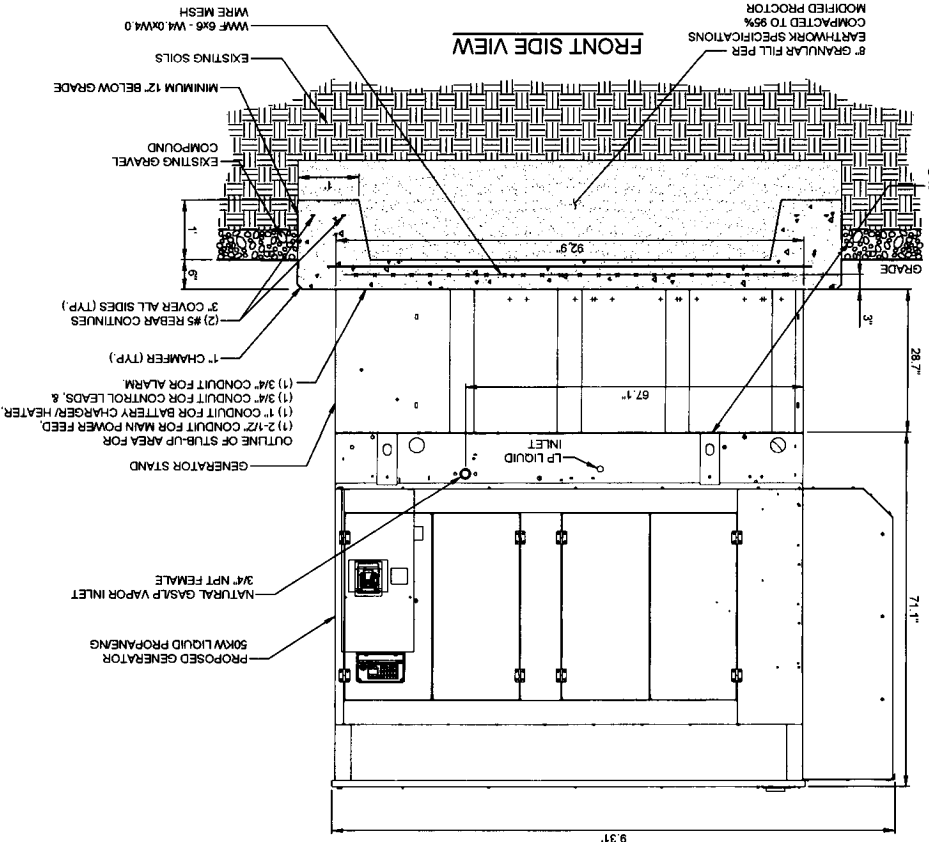 9.31'
PROPOSED GENERATOR
50KW LIQUID PROPANE/NG
NATURAL GAS/LP VAPOR INLET
3/4" NPT FEMALE
71.1"
GENERATOR STAND
LP LIQUID
INLET
OUTLINE OF STUB-UP AREA FOR
(1) 2-1/2" CONDUIT FOR MAIN POWER FEED,
(1) 1" CONDUIT FOR BATTERY CHARGER/ HEATER,
(1) 3/4" CONDUIT FOR CONTROL LEADS, &
(1) 3/4" CONDUIT FOR ALARM.
67.1"
28.7"
1" CHAMFER (TYP.)
(2) #5 REBAR CONTINUES
3" COVER ALL SIDES (TYP.)
3"
6"
GRADE
92.9"
1'
1'
EXISTING GRAVEL
COMPOUND
MINIMUM 12" BELOW GRADE
EXISTING SOILS
WWF 6x6 - W4.0xW4.0
WIRE MESH
8" GRANULAR FILL PER
EARTHWORK SPECIFICATIONS
COMPACTED TO 95%
MODIFIED PROCTOR
FRONT SIDE VIEW